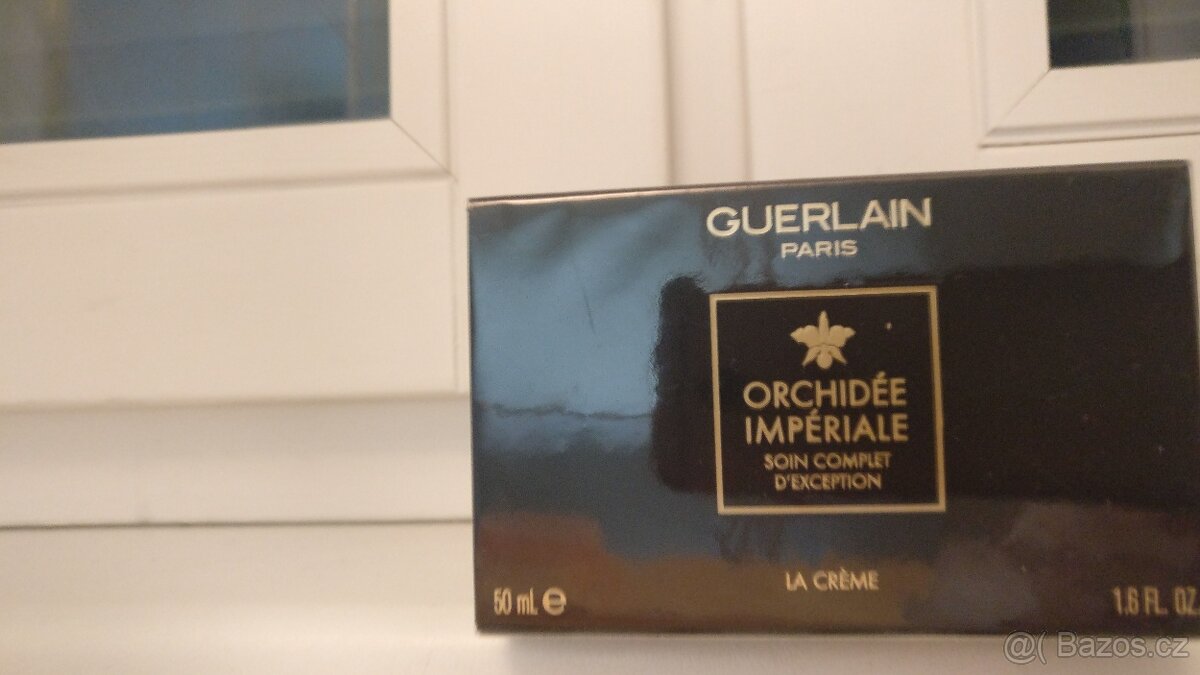 GUERLAIN
PARIS
ORCHIDÉE
IMPÉRIALE
SOIN COMPLET
D'EXCEPTION
LA CRÈME
50 mL e
1.6 FL. OZ
@( Bazos.cz